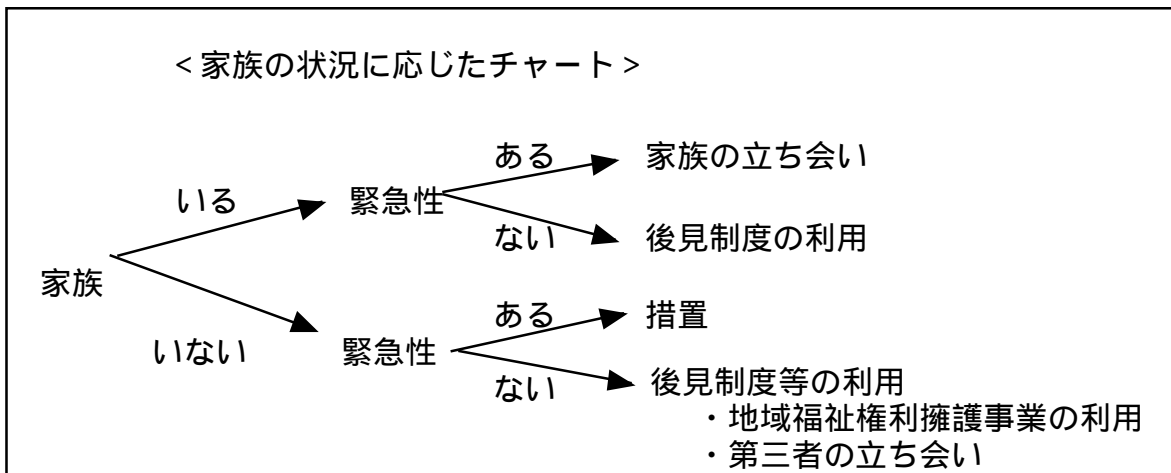 ＜家族の状況に応じたチャート＞
ある 家族の立ち会い
いる 緊急性
ない 後見制度の利用
家族
ある 措置
いない 緊急性
ない 後見制度等の利用
・地域福祉権利擁護事業の利用
・第三者の立ち会い